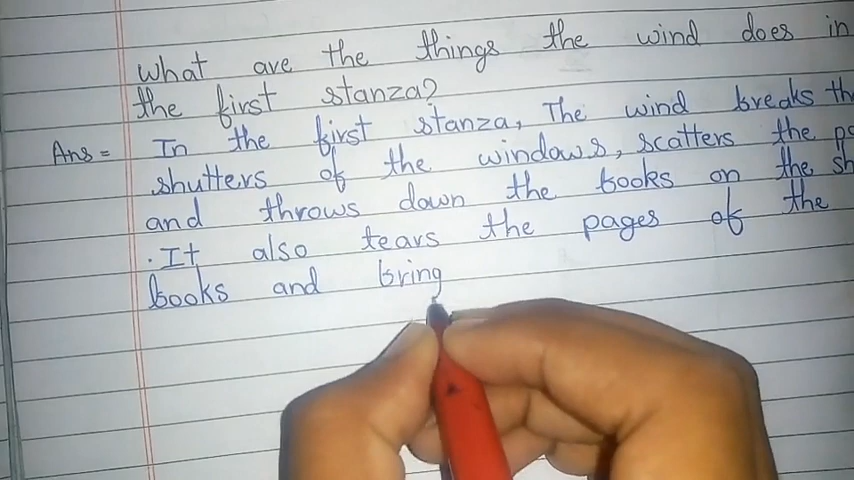 What are the things the wind does in
the first stanza?
Ans = In the first stanza, The wind breaks
shutters of the windows, scatters the
and throws down the books on the
. It also tears the pages of the
books and bring